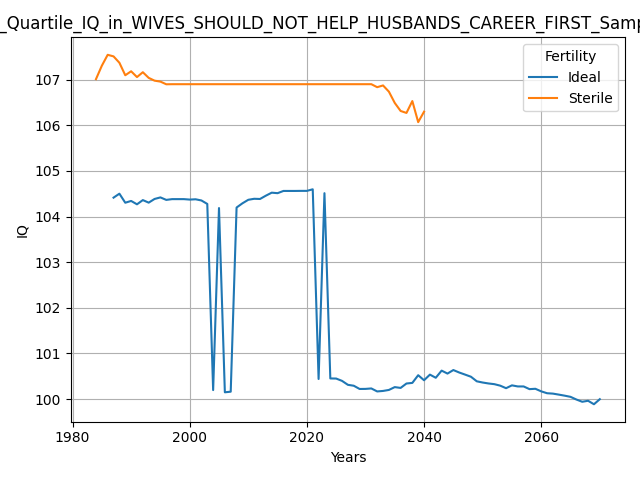 _Quartile_IQ_in_WIVES_SHOULD_NOT_HELP_HUSBANDS_CAREER_FIRST_Samp
Fertility
Ideal
Sterile
107
106
105
104
103
102
101
100
IQ
1980 2000 2020 2040 2060
Years